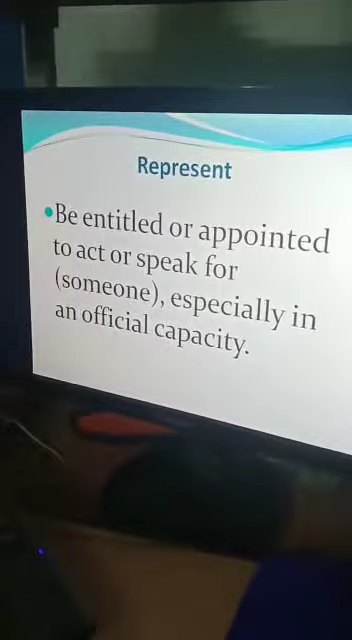 Represent
•Be entitled or appointed
to act or speak for
(someone), especially in
an official capacity.